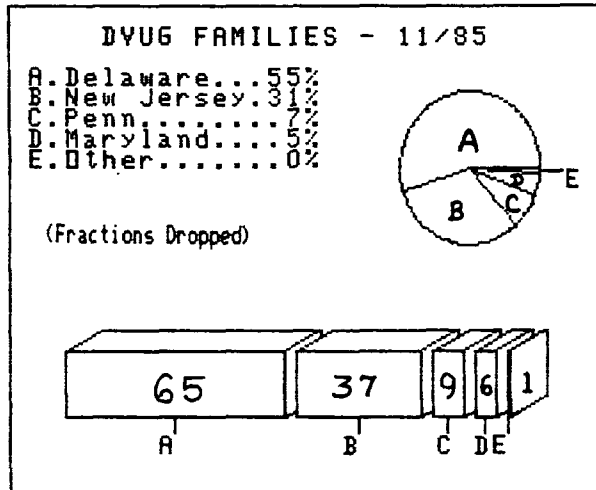 DVUG FAMILIES - 11/85
A.Delaware...55%
B.New Jersey.31%
C.Penn........7%
D.Maryland....5%
E.Other.......0%
A
D
E
C
B
(Fractions Dropped)
65 37 9 6 1
A B C D E